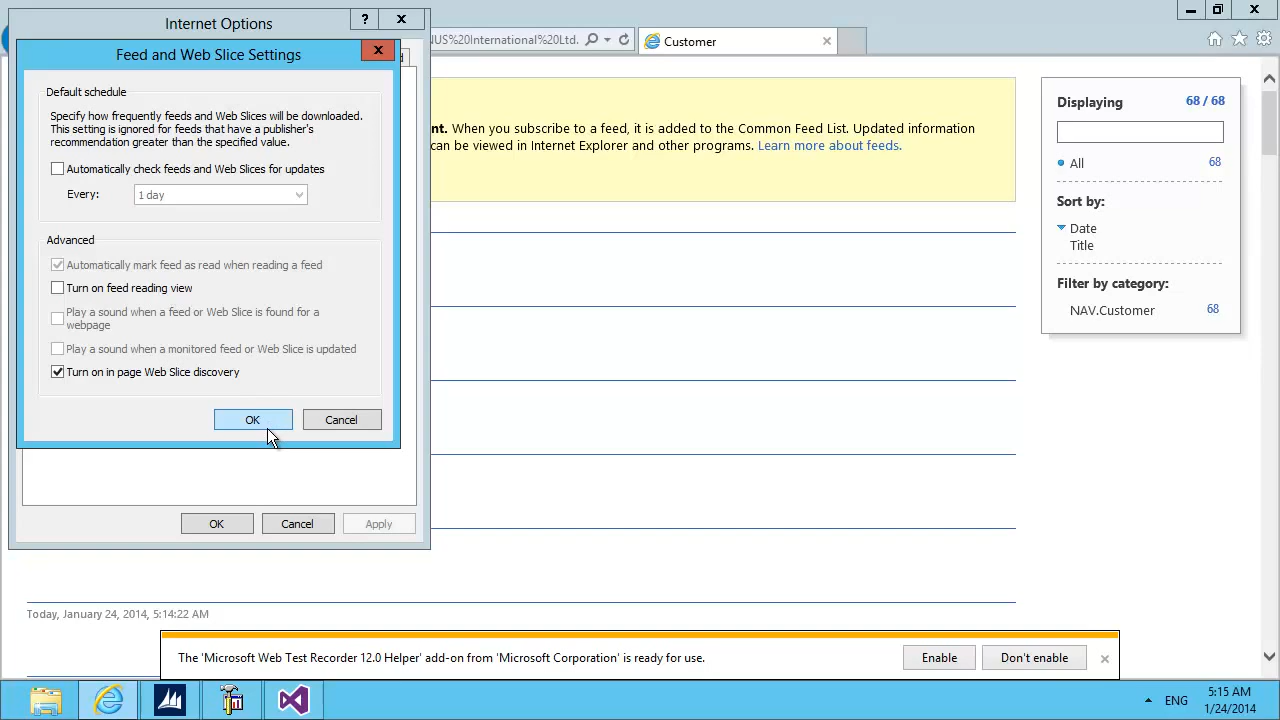 Internet Options
?
X
Feed and Web Slice Settings
X
d
Default schedule
Specify how frequently feeds and Web Slices will be downloaded.
This setting is ignored for feeds that have a publisher's
recommendation greater than the specified value.
Automatically check feeds and Web Slices for updates
Every:
1 day
Advanced
Automatically mark feed as read when reading a feed
Turn on feed reading view
Play a sound when a feed or Web Slice is found for a
webpage
Play a sound when a monitored feed or Web Slice is updated
Turn on in page Web Slice discovery
OK
Cancel
OK
Cancel
Apply
NUS%20International%20Ltd.
Customer
nt. When you subscribe to a feed, it is added to the Common Feed List. Updated information
can be viewed in Internet Explorer and other programs. Learn more about feeds.
Displaying
68 / 68
All
68
Sort by:
Date
Title
Filter by category:
NAV.Customer
68
Today, January 24, 2014, 5:14:22 AM
The 'Microsoft Web Test Recorder 12.0 Helper' add-on from 'Microsoft Corporation' is ready for use.
Enable
Don't enable
ENG
5:15 AM
1/24/2014